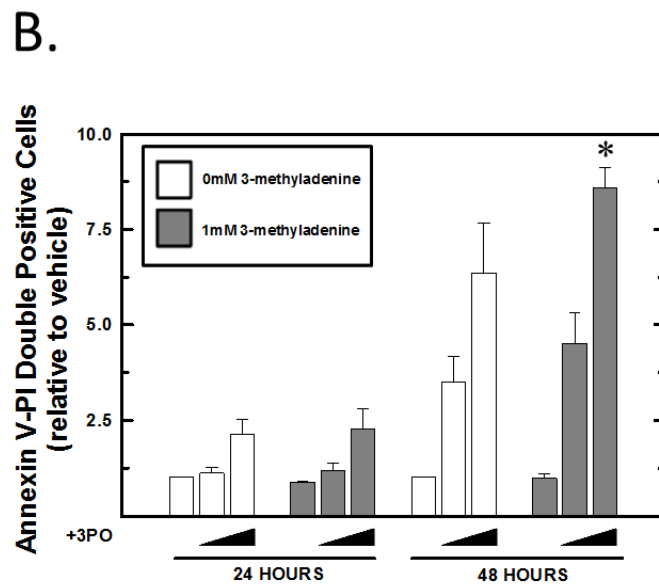 B.
Annexin V-PI Double Positive Cells
(relative to vehicle)
10.0
7.5
5.0
2.5
0mM 3-methyladenine
1mM 3-methyladenine
*
+3PO
24 HOURS
48 HOURS